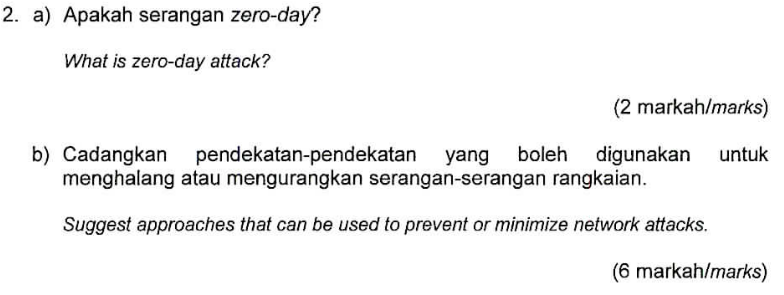 2. a) Apakah serangan zero-day?
What is zero-day attack?
(2 markah/marks)
b) Cadangkan pendekatan-pendekatan yang boleh digunakan untuk
menghalang atau mengurangkan serangan-serangan rangkaian.
Suggest approaches that can be used to prevent or minimize network attacks.
(6 markah/marks)